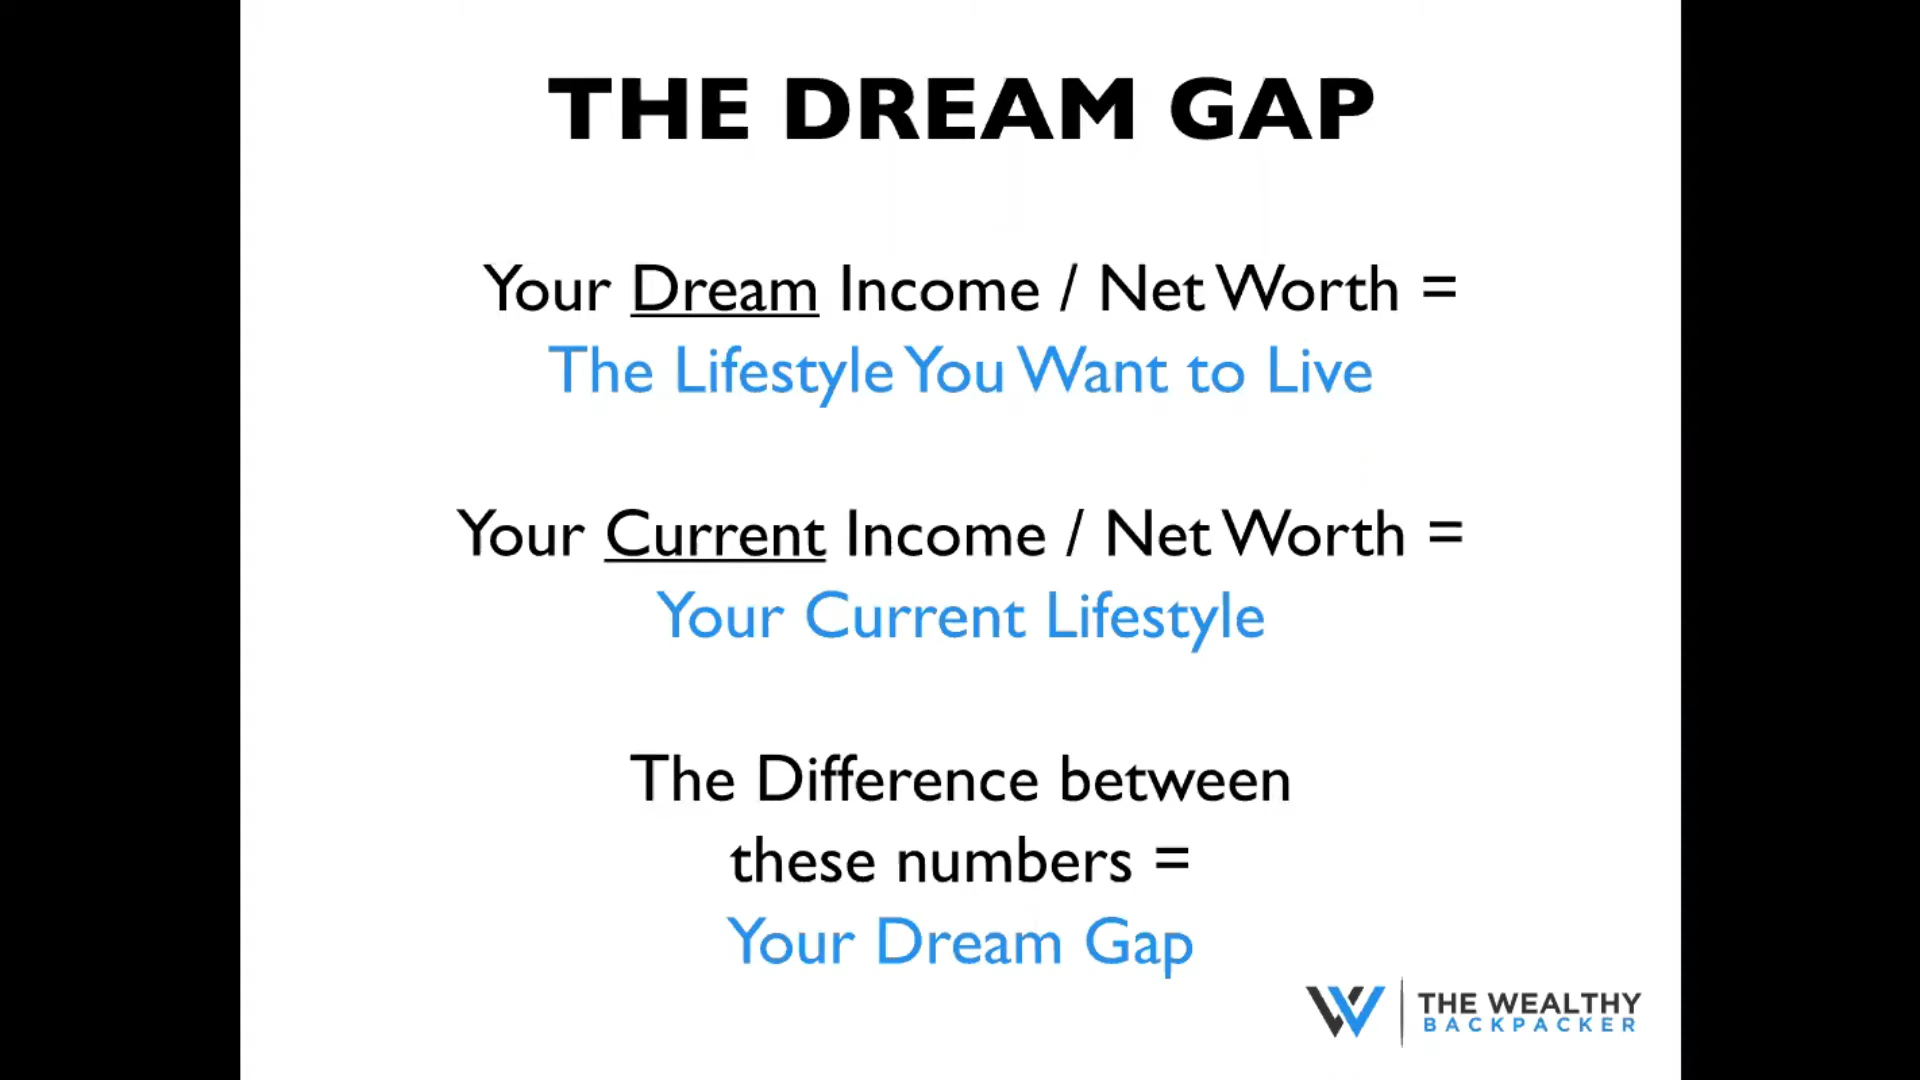 THE DREAM GAP
Your Dream Income / Net Worth =
The Lifestyle You Want to Live
Your Current Income / Net Worth =
Your Current Lifestyle
The Difference between
these numbers =
Your Dream Gap
THE WEALTHY
BACKPACKER